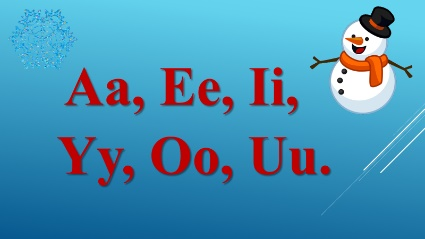 Aa, Ee, Ii,
Yy, Oo, Uu.